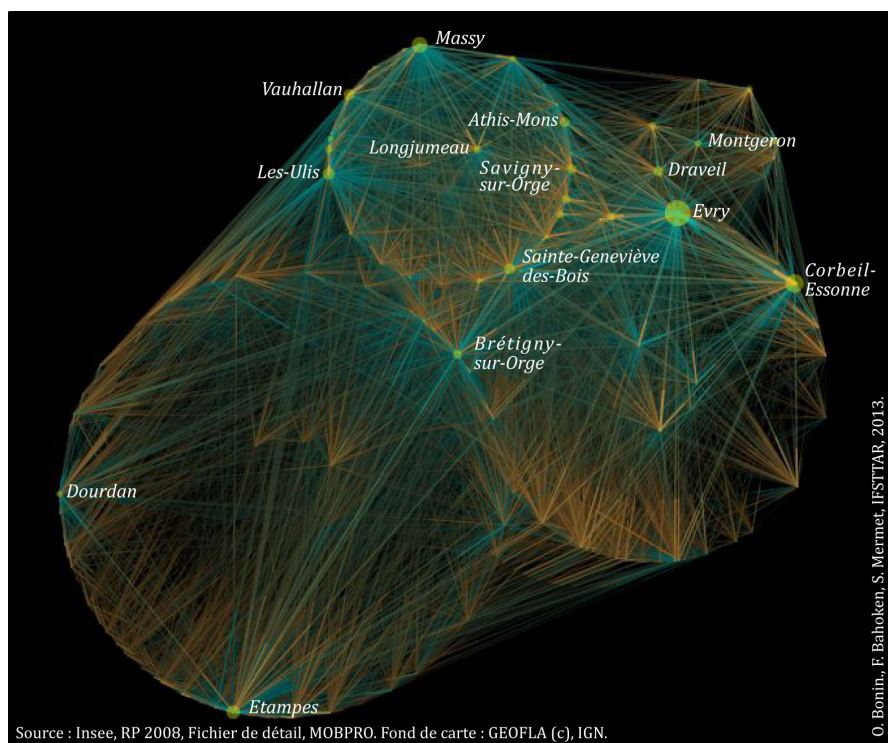 Massy
Vauhallan
Athis-Mons
Longjumeau
Montgeron
Les-Ulis
Savigny-
sur-Orge
Draveil
Evry
Sainte-Geneviève
des-Bois
Corbeil-
Essonne
Brétigny-
sur-Orge
Dourdan
Etampes
Source : Insee, RP 2008, Fichier de détail, MOBPRO. Fond de carte : GEOFLA (c), IGN.
O. Bonin., F. Bahoken, S. Mermet, IFSTTAR, 2013.